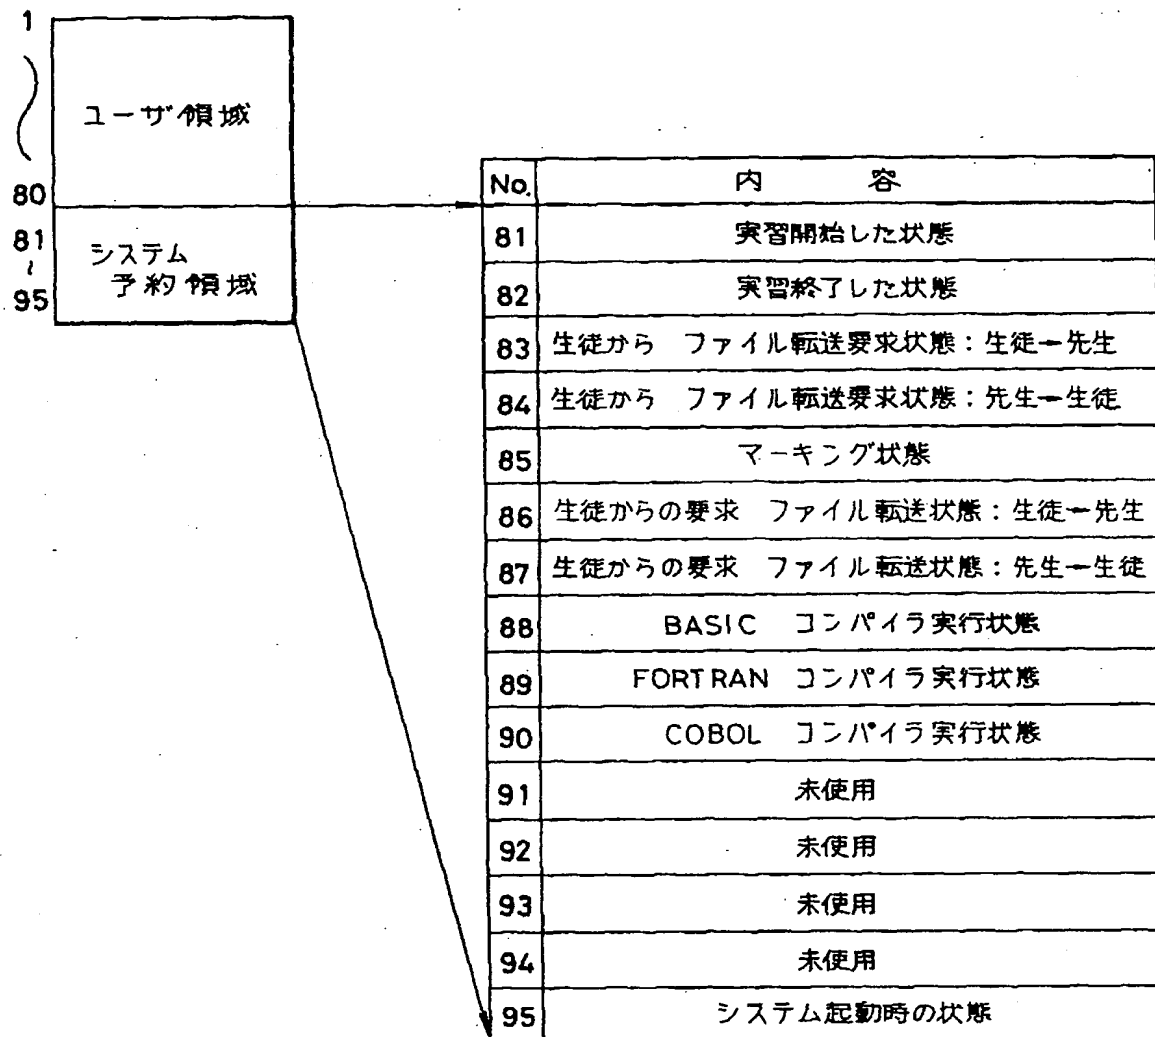 1
ユーザ領域
80
81
~
95
システム
予約領域
No. 内 容
81 実習開始した状態
82 実習終了した状態
83 生徒から ファイル転送要求状態:生徒→先生
84 生徒から ファイル転送要求状態:先生→生徒
85 マーキング状態
86 生徒からの要求 ファイル転送状態:生徒→先生
87 生徒からの要求 ファイル転送状態:先生→生徒
88 BASIC コンパイラ実行状態
89 FORTRAN コンパイラ実行状態
90 COBOL コンパイラ実行状態
91 未使用
92 未使用
93 未使用
94 未使用
95 システム起動時の状態